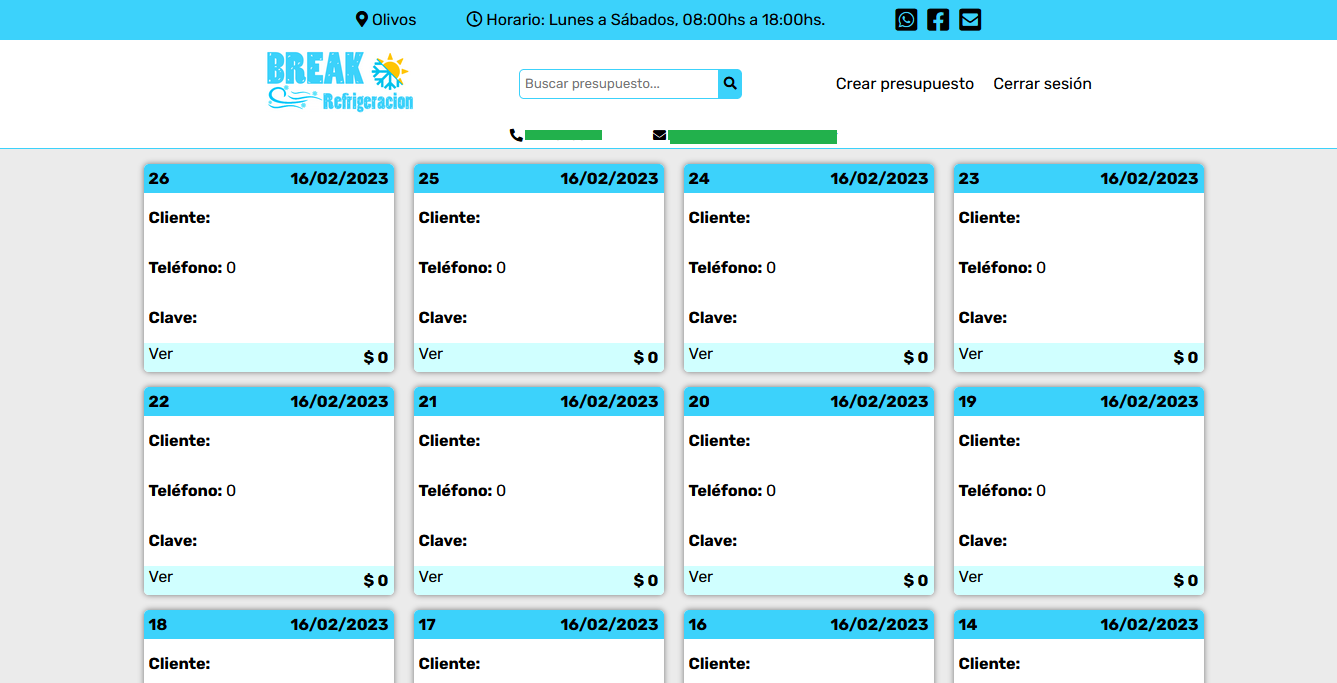 Olivos
Horario: Lunes a Sábados, 08:00hs a 18:00hs.
BREAK
Refrigeracion
Buscar presupuesto...
Crear presupuesto
Cerrar sesión
26 16/02/2023
Cliente:
Teléfono: 0
Clave:
Ver $ 0
25 16/02/2023
Cliente:
Teléfono: 0
Clave:
Ver $ 0
24 16/02/2023
Cliente:
Teléfono: 0
Clave:
Ver $ 0
23 16/02/2023
Cliente:
Teléfono: 0
Clave:
Ver $ 0
22 16/02/2023
Cliente:
Teléfono: 0
Clave:
Ver $ 0
21 16/02/2023
Cliente:
Teléfono: 0
Clave:
Ver $ 0
20 16/02/2023
Cliente:
Teléfono: 0
Clave:
Ver $ 0
19 16/02/2023
Cliente:
Teléfono: 0
Clave:
Ver $ 0
18 16/02/2023
Cliente:
17 16/02/2023
Cliente:
16 16/02/2023
Cliente:
14 16/02/2023
Cliente: